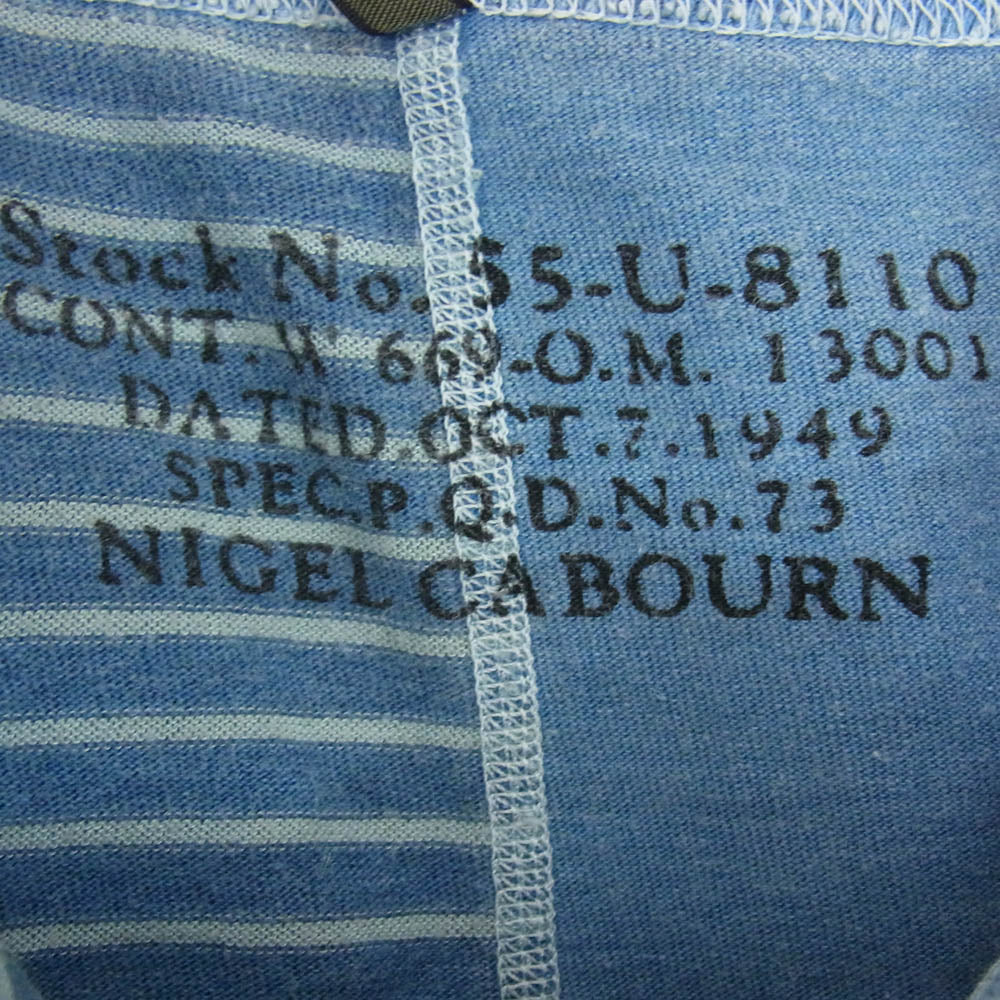 Stock No. 55-U-8110
CONT. W 669-O.M. 13001
DATED.OCT.7.1949
SPEC.P.Q.D.No.73
NIGEL CABOURN